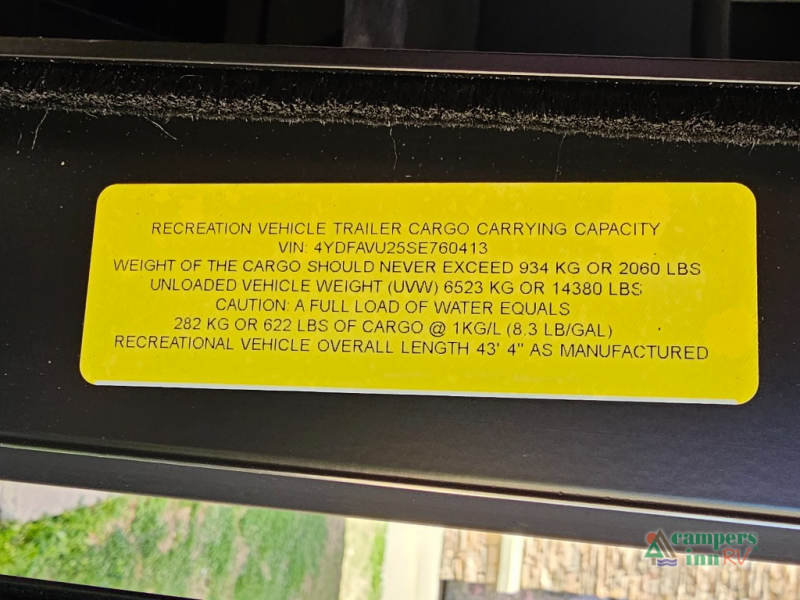 RECREATION VEHICLE TRAILER CARGO CARRYING CAPACITY
VIN: 4YDFAVU25SE760413
WEIGHT OF THE CARGO SHOULD NEVER EXCEED 934 KG OR 2060 LBS
UNLOADED VEHICLE WEIGHT (UVW) 6523 KG OR 14380 LBS
CAUTION: A FULL LOAD OF WATER EQUALS
282 KG OR 622 LBS OF CARGO @ 1KG/L (8.3 LB/GAL)
RECREATIONAL VEHICLE OVERALL LENGTH 43' 4" AS MANUFACTURED
campers
inn RV